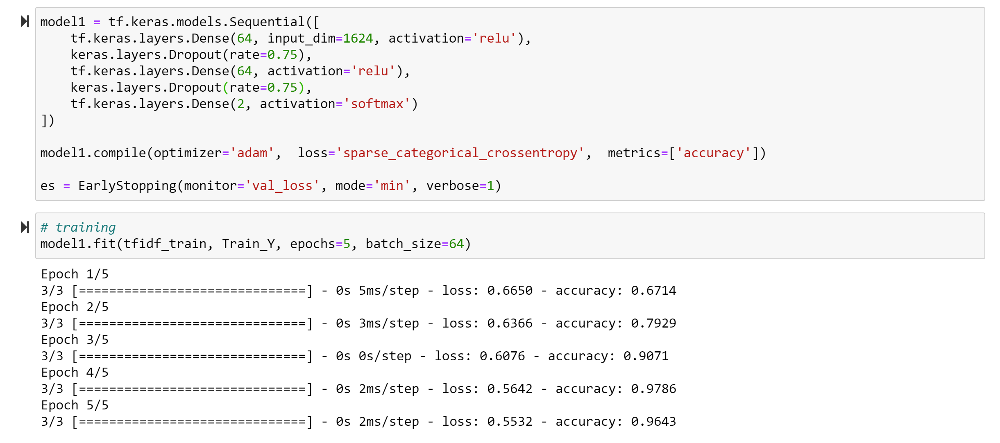 model1 = tf.keras.models.Sequential([
    tf.keras.layers.Dense(64, input_dim=1624, activation='relu'),
    keras.layers.Dropout(rate=0.75),
    tf.keras.layers.Dense(64, activation='relu'),
    keras.layers.Dropout(rate=0.75),
    tf.keras.layers.Dense(2, activation='softmax')
])
model1.compile(optimizer='adam',  loss='sparse_categorical_crossentropy',  metrics=['accuracy'])
es = EarlyStopping(monitor='val_loss', mode='min', verbose=1)
# training
model1.fit(tfidf_train, Train_Y, epochs=5, batch_size=64)
Epoch 1/5
3/3 [==============================] - 0s 5ms/step - loss: 0.6650 - accuracy: 0.6714
Epoch 2/5
3/3 [==============================] - 0s 3ms/step - loss: 0.6366 - accuracy: 0.7929
Epoch 3/5
3/3 [==============================] - 0s 0s/step - loss: 0.6076 - accuracy: 0.9071
Epoch 4/5
3/3 [==============================] - 0s 2ms/step - loss: 0.5642 - accuracy: 0.9786
Epoch 5/5
3/3 [==============================] - 0s 2ms/step - loss: 0.5532 - accuracy: 0.9643